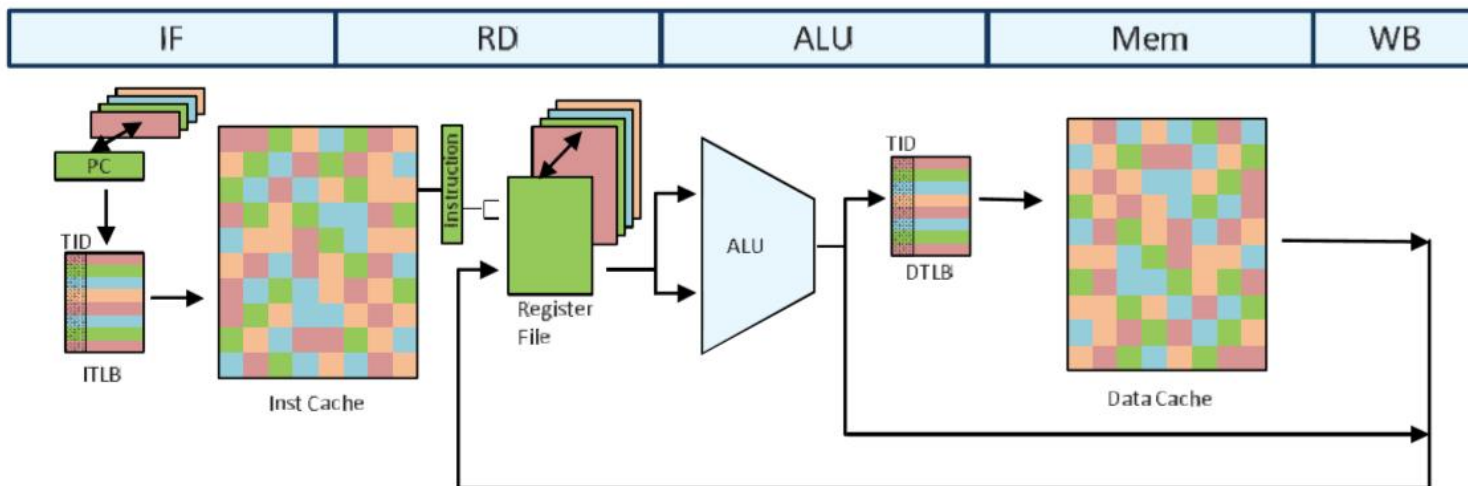 IF
RD
ALU
Mem
WB
PC
TID
ITLB
Inst Cache
Instruction
Register
File
ALU
TID
DTLB
Data Cache